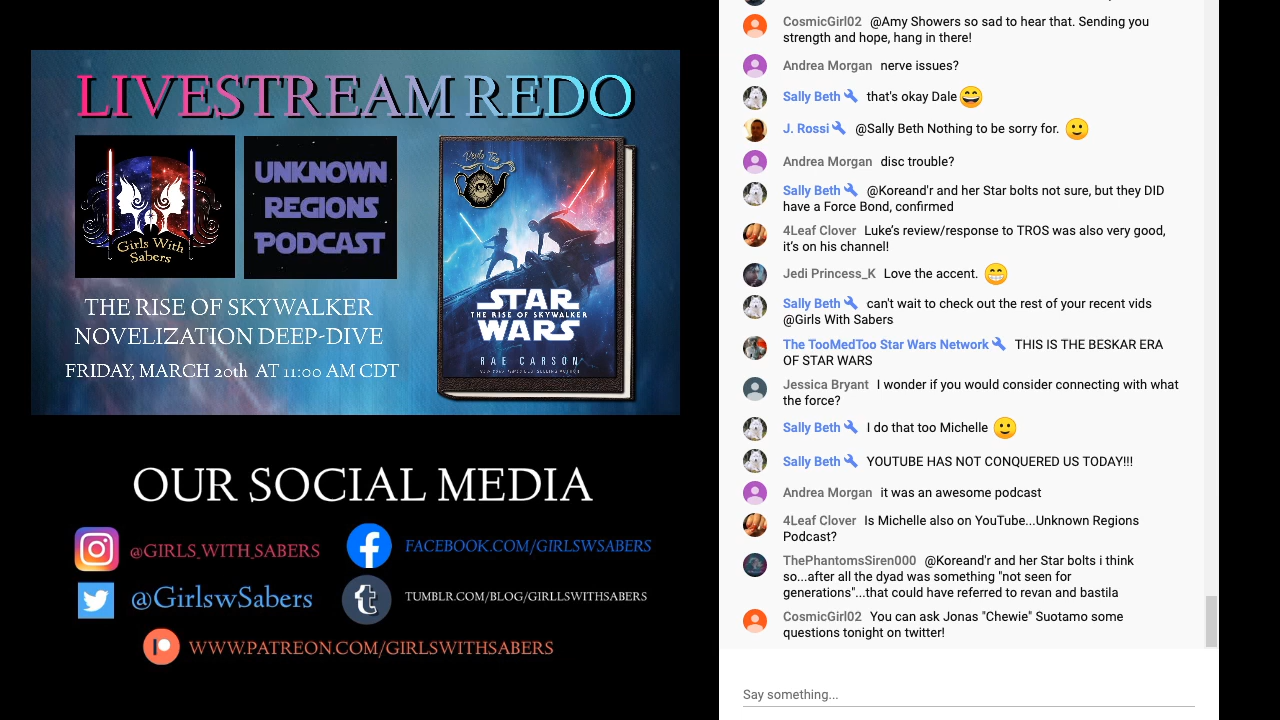 LIVESTREAM REDO
Girls With
Sabers
UNKNOWN
REGIONS
PODCAST
THE RISE OF SKYWALKER
NOVELIZATION DEEP-DIVE
FRIDAY, MARCH 20th AT 11:00 AM CDT
STAR
THE RISE OF SKYWALKER
WARS
RAE CARSON
OUR SOCIAL MEDIA
@GIRLS_WITH_SABERS
FACEBOOK.COM/GIRLSWSABERS
@GirlswSabers
TUMBLR.COM/BLOG/GIRLLSWITHSABERS
WWW.PATREON.COM/GIRLSWITHSABERS
CosmicGirl02 @Amy Showers so sad to hear that. Sending you
strength and hope, hang in there!
Andrea Morgan nerve issues?
Sally Beth that's okay Dale
J. Rossi @Sally Beth Nothing to be sorry for.
Andrea Morgan disc trouble?
Sally Beth @Koreand'r and her Star bolts not sure, but they DID
have a Force Bond, confirmed
4Leaf Clover Luke's review/response to TROS was also very good,
it's on his channel!
Jedi Princess_K Love the accent.
Sally Beth can't wait to check out the rest of your recent vids
@Girls With Sabers
The TooMedToo Star Wars Network THIS IS THE BESKAR ERA
OF STAR WARS
Jessica Bryant I wonder if you would consider connecting with what
the force?
Sally Beth I do that too Michelle
Sally Beth YOUTUBE HAS NOT CONQUERED US TODAY!!!
Andrea Morgan it was an awesome podcast
4Leaf Clover Is Michelle also on YouTube...Unknown Regions
Podcast?
ThePhantomsSiren000 @Koreand'r and her Star bolts i think
so...after all the dyad was something "not seen for
generations"...that could have referred to revan and bastila
CosmicGirl02 You can ask Jonas "Chewie" Suotamo some
questions tonight on twitter!
Say something...